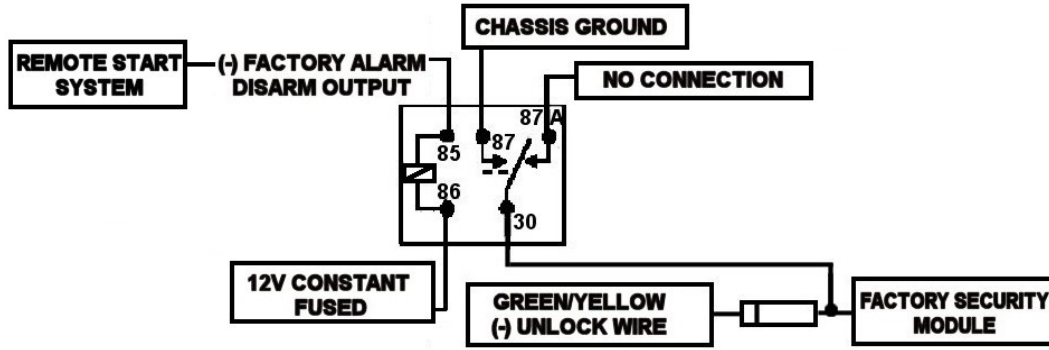 CHASSIS GROUND
REMOTE START
SYSTEM
(-) FACTORY ALARM
DISARM OUTPUT
NO CONNECTION
87 A
87
85
86
30
12V CONSTANT
FUSED
GREEN/YELLOW
(-) UNLOCK WIRE
FACTORY SECURITY
MODULE